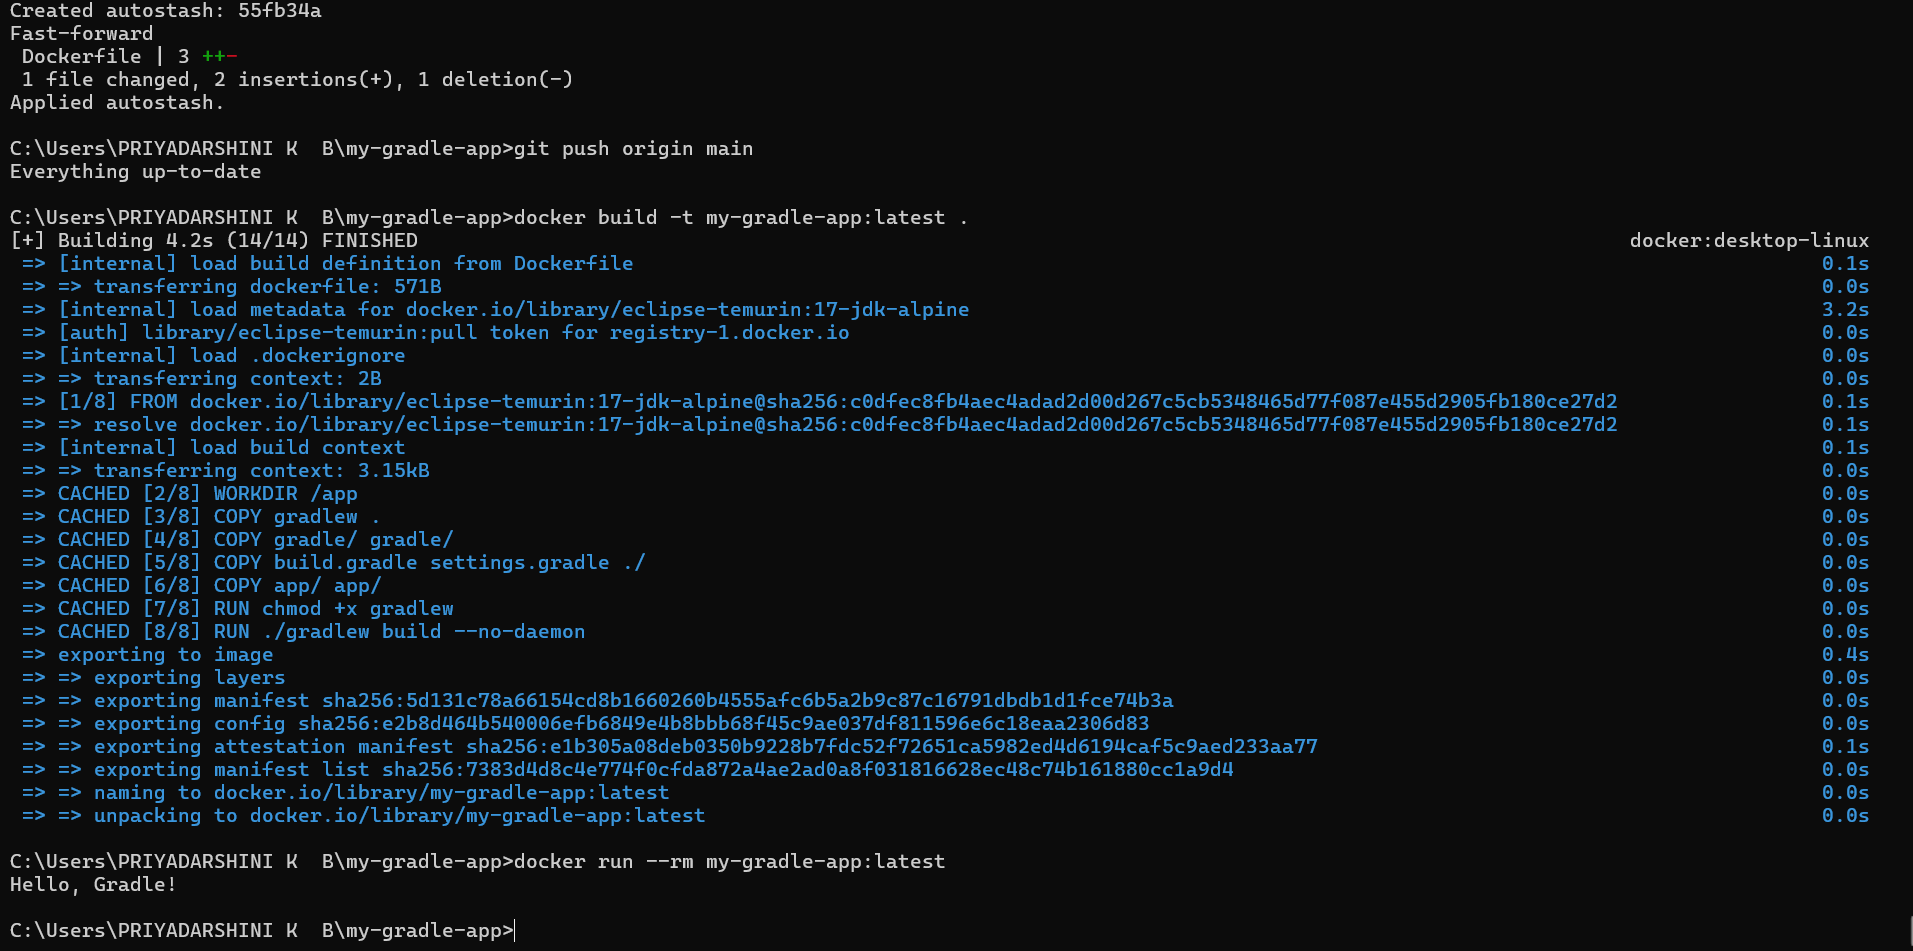 Created autostash: 55fb34a
Fast-forward
 Dockerfile | 3 ++-
 1 file changed, 2 insertions(+), 1 deletion(-)
Applied autostash.

C:\Users\PRIYADARSHINI K  B\my-gradle-app>git push origin main
Everything up-to-date

C:\Users\PRIYADARSHINI K  B\my-gradle-app>docker build -t my-gradle-app:latest .
[+] Building 4.2s (14/14) FINISHED docker:desktop-linux
 => [internal] load build definition from Dockerfile 0.1s
 => => transferring dockerfile: 571B 0.0s
 => [internal] load metadata for docker.io/library/eclipse-temurin:17-jdk-alpine 3.2s
 => [auth] library/eclipse-temurin:pull token for registry-1.docker.io 0.0s
 => [internal] load .dockerignore 0.0s
 => => transferring context: 2B 0.0s
 => [1/8] FROM docker.io/library/eclipse-temurin:17-jdk-alpine@sha256:c0dfec8fb4aec4adad2d00d267c5cb5348465d77f087e455d2905fb180ce27d2 0.1s
 => => resolve docker.io/library/eclipse-temurin:17-jdk-alpine@sha256:c0dfec8fb4aec4adad2d00d267c5cb5348465d77f087e455d2905fb180ce27d2 0.1s
 => [internal] load build context 0.1s
 => => transferring context: 3.15kB 0.0s
 => CACHED [2/8] WORKDIR /app 0.0s
 => CACHED [3/8] COPY gradlew . 0.0s
 => CACHED [4/8] COPY gradle/ gradle/ 0.0s
 => CACHED [5/8] COPY build.gradle settings.gradle ./ 0.0s
 => CACHED [6/8] COPY app/ app/ 0.0s
 => CACHED [7/8] RUN chmod +x gradlew 0.0s
 => CACHED [8/8] RUN ./gradlew build --no-daemon 0.0s
 => exporting to image 0.4s
 => => exporting layers 0.0s
 => => exporting manifest sha256:5d131c78a66154cd8b1660260b4555afc6b5a2b9c87c16791dbdb1d1fce74b3a 0.0s
 => => exporting config sha256:e2b8d464b540006efb6849e4b8bbb68f45c9ae037df811596e6c18eaa2306d83 0.0s
 => => exporting attestation manifest sha256:e1b305a08deb0350b9228b7fdc52f72651ca5982ed4d6194caf5c9aed233aa77 0.1s
 => => exporting manifest list sha256:7383d4d8c4e774f0cfda872a4ae2ad0a8f031816628ec48c74b161880cc1a9d4 0.0s
 => => naming to docker.io/library/my-gradle-app:latest 0.0s
 => => unpacking to docker.io/library/my-gradle-app:latest 0.0s

C:\Users\PRIYADARSHINI K  B\my-gradle-app>docker run --rm my-gradle-app:latest
Hello, Gradle!

C:\Users\PRIYADARSHINI K  B\my-gradle-app>